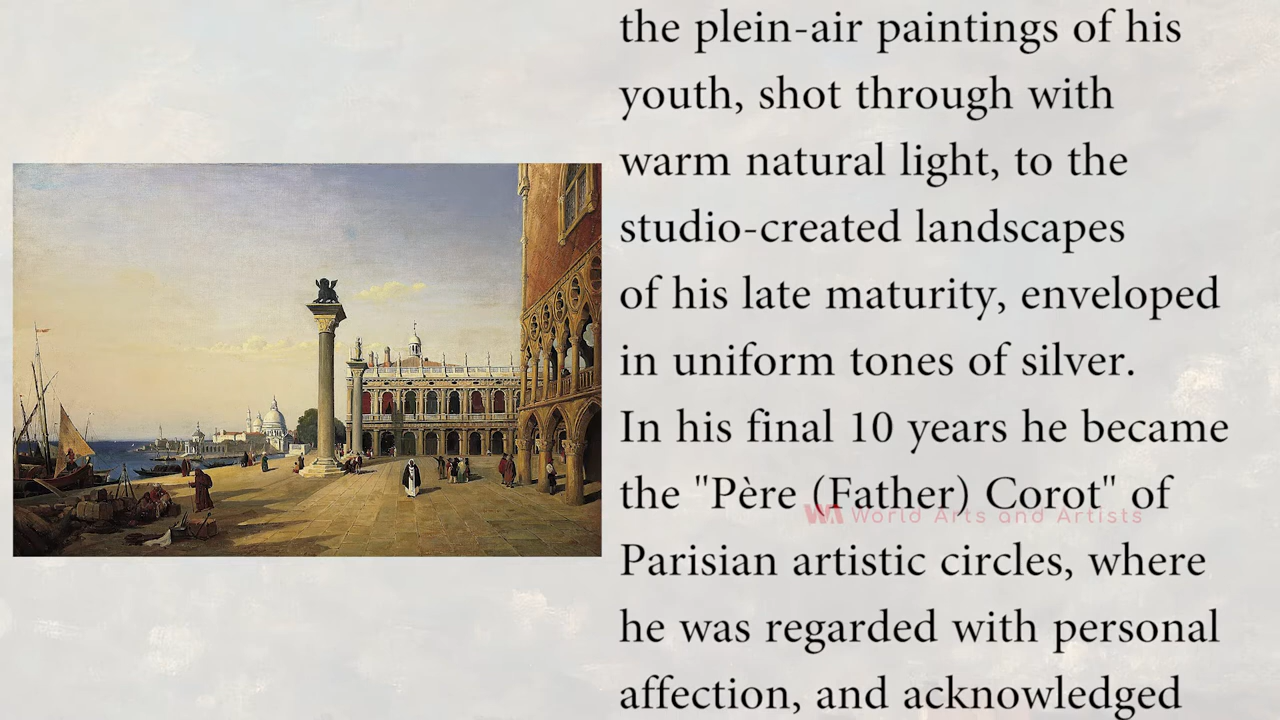 the plein-air paintings of his
youth, shot through with
warm natural light, to the
studio-created landscapes
of his late maturity, enveloped
in uniform tones of silver.
In his final 10 years he became
the "Père (Father) Corot" of
World Arts and Artists
Parisian artistic circles, where
he was regarded with personal
affection, and acknowledged